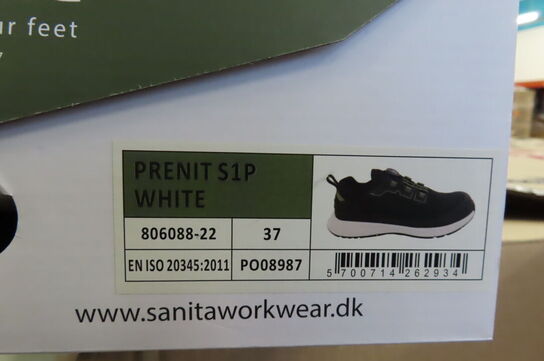 ur feet
PRENIT S1P
WHITE
806088-22 37
EN ISO 20345:2011 PO08987
5 700714 262934
www.sanitaworkwear.dk